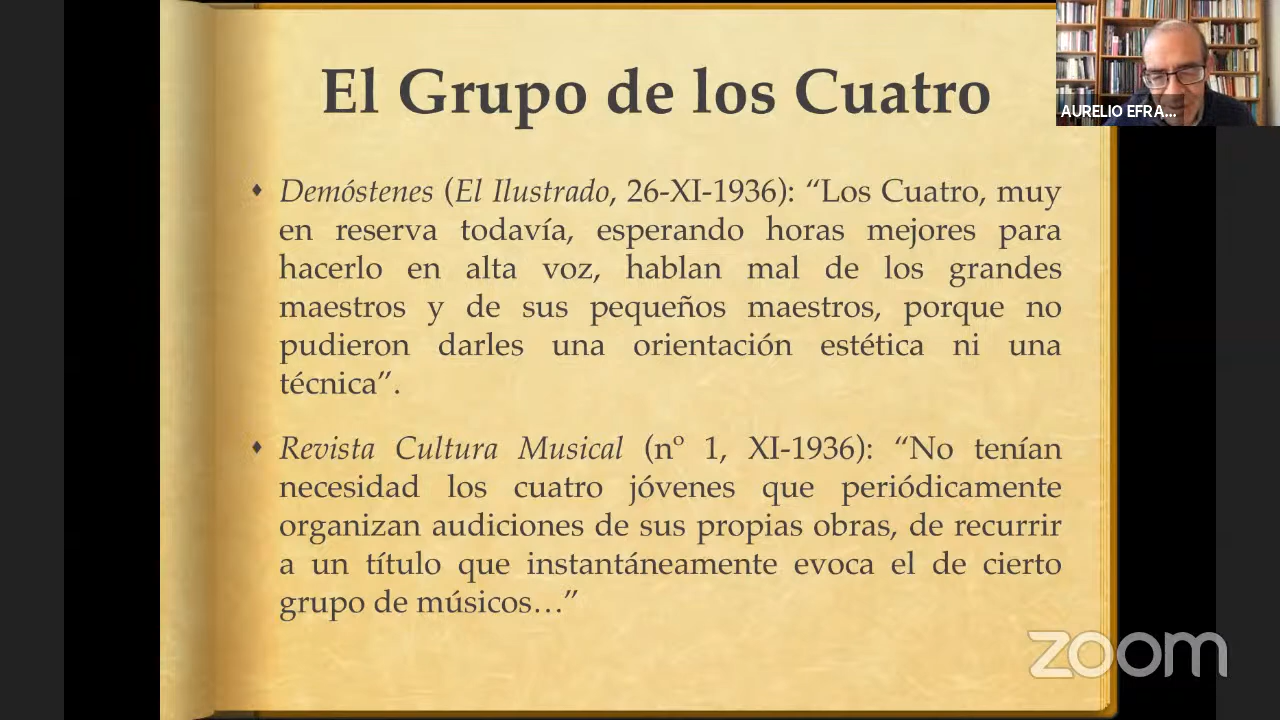 El Grupo de los Cuatro
AURELIO EFRA...
⬧ Demóstenes (El Ilustrado, 26-XI-1936): “Los Cuatro, muy
en reserva todavía, esperando horas mejores para
hacerlo en alta voz, hablan mal de los grandes
maestros y de sus pequeños maestros, porque no
pudieron darles una orientación estética ni una
técnica”.
⬧ Revista Cultura Musical (nº 1, XI-1936): “No tenían
necesidad los cuatro jóvenes que periódicamente
organizan audiciones de sus propias obras, de recurrir
a un título que instantáneamente evoca el de cierto
grupo de músicos…”
zoom